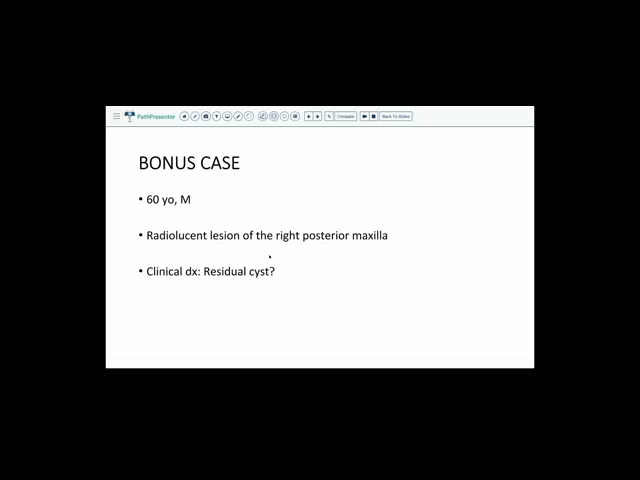 PathPresenter
Compare
Back To Slides
BONUS CASE
• 60 yo, M
• Radiolucent lesion of the right posterior maxilla
• Clinical dx: Residual cyst?